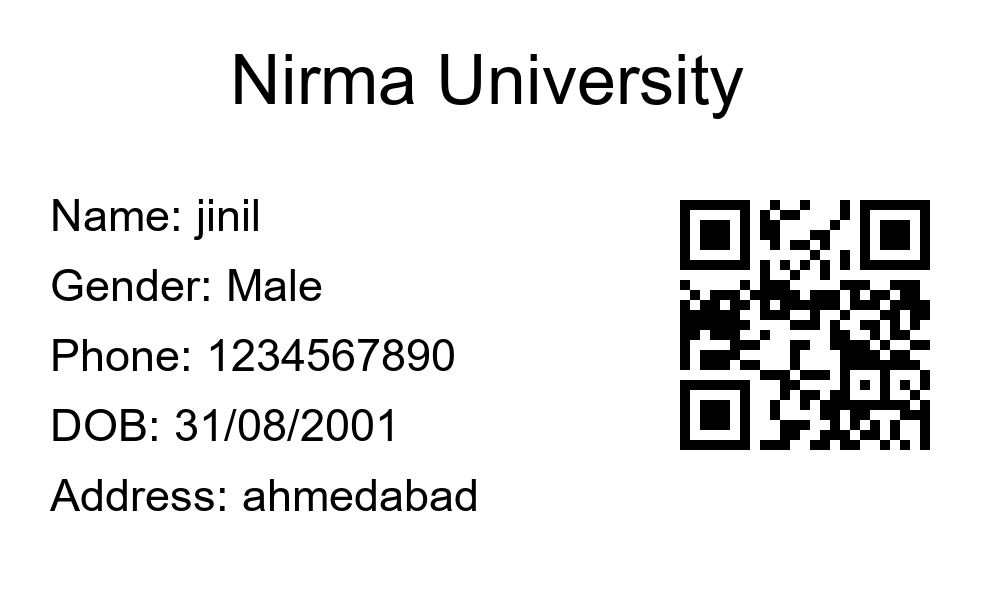 Nirma University
Name: jinil
Gender: Male
Phone: 1234567890
DOB: 31/08/2001
Address: ahmedabad